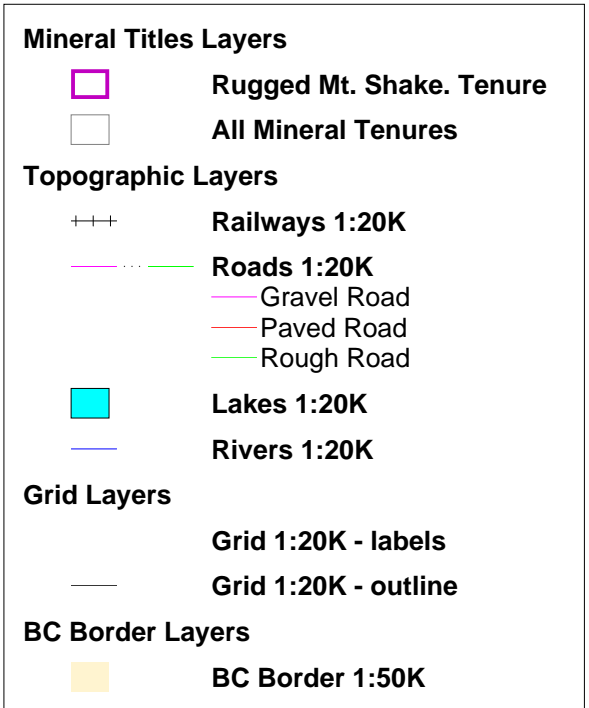 Mineral Titles Layers
Rugged Mt. Shake. Tenure
All Mineral Tenures
Topographic Layers
Railways 1:20K
Roads 1:20K
Gravel Road
Paved Road
Rough Road
Lakes 1:20K
Rivers 1:20K
Grid Layers
Grid 1:20K - labels
Grid 1:20K - outline
BC Border Layers
BC Border 1:50K